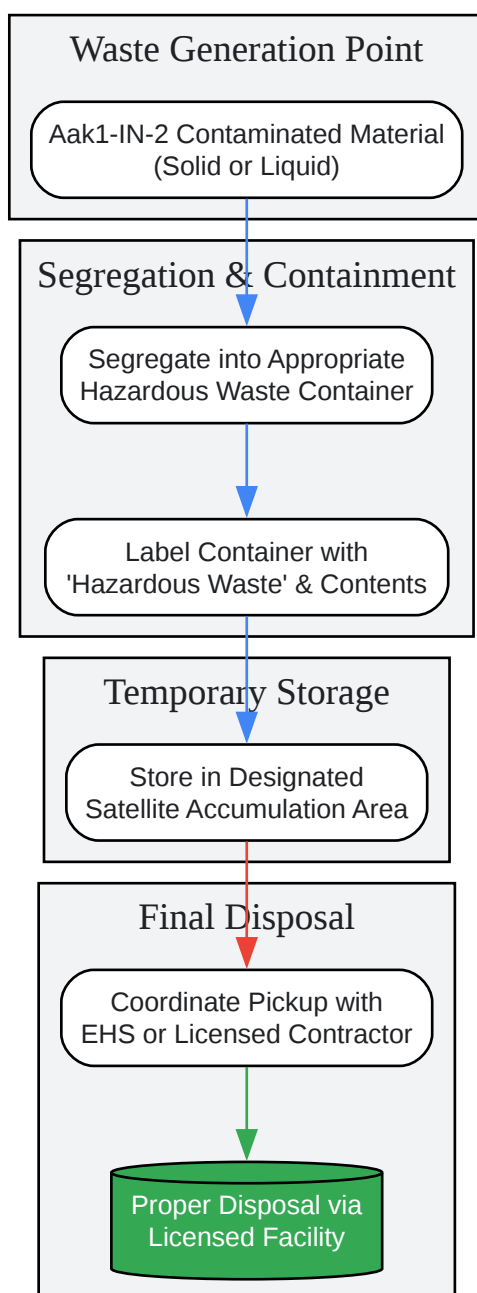 Waste Generation Point
Aak1-IN-2 Contaminated Material
(Solid or Liquid)
Segregation & Containment
Segregate into Appropriate
Hazardous Waste Container
Label Container with
'Hazardous Waste' & Contents
Temporary Storage
Store in Designated
Satellite Accumulation Area
Final Disposal
Coordinate Pickup with
EHS or Licensed Contractor
Proper Disposal via
Licensed Facility